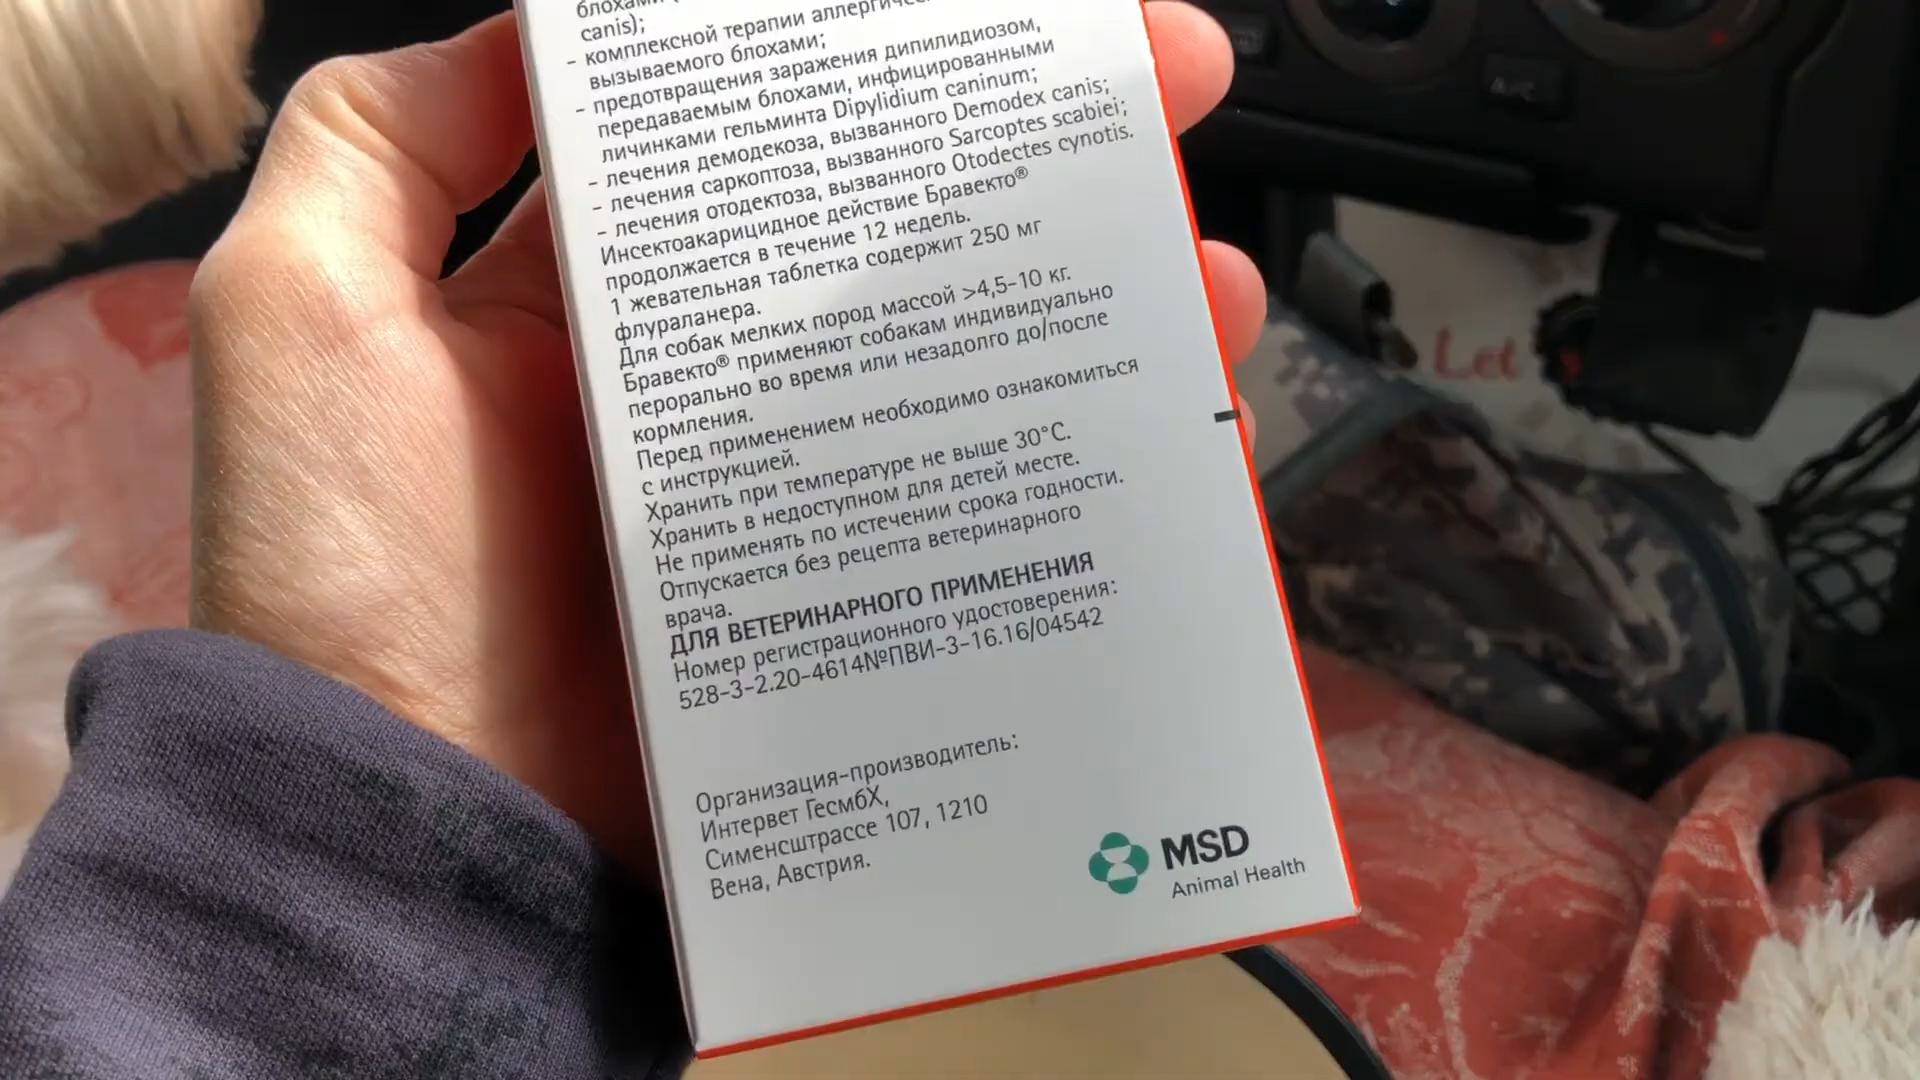 блохами
canis);
- комплексной терапии аллергичес
вызываемого блохами;
- предотвращения заражения дипилидиозом,
передаваемым блохами, инфицированными
личинками гельминта Dipylidium caninum;
- лечения демодекоза, вызванного Demodex canis;
- лечения саркоптоза, вызванного Sarcoptes scabiei;
- лечения отодектоза, вызванного Otodectes cynotis.
Инсектоакарицидное действие Бравекто®
продолжается в течение 12 недель.
1 жевательная таблетка содержит 250 мг
флураланера.
Для собак мелких пород массой >4,5-10 кг.
Бравекто® применяют собакам индивидуально
перорально во время или незадолго до/после
кормления.
Перед применением необходимо ознакомиться
с инструкцией.
Хранить при температуре не выше 30°C.
Хранить в недоступном для детей месте.
Не применять по истечении срока годности.
Отпускается без рецепта ветеринарного
врача.
ДЛЯ ВЕТЕРИНАРНОГО ПРИМЕНЕНИЯ
Номер регистрационного удостоверения:
528-3-2.20-4614№ПВИ-3-16.16/04542
Организация-производитель:
Интервет ГесмбХ,
Сименсштрассе 107, 1210
Вена, Австрия.
MSD
Animal Health
A/C
Let